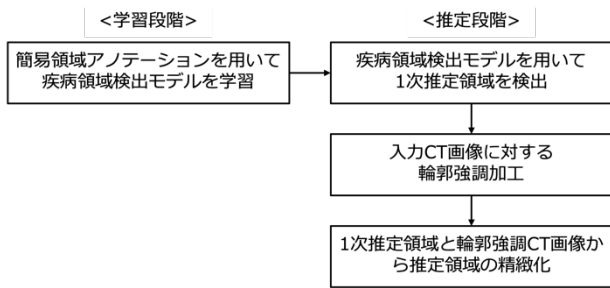 <学習段階>
簡易領域アノテーションを用いて
疾病領域検出モデルを学習
<推定段階>
疾病領域検出モデルを用いて
1次推定領域を検出
入力CT画像に対する
輪郭強調加工
1次推定領域と輪郭強調CT画像か
ら推定領域の精緻化